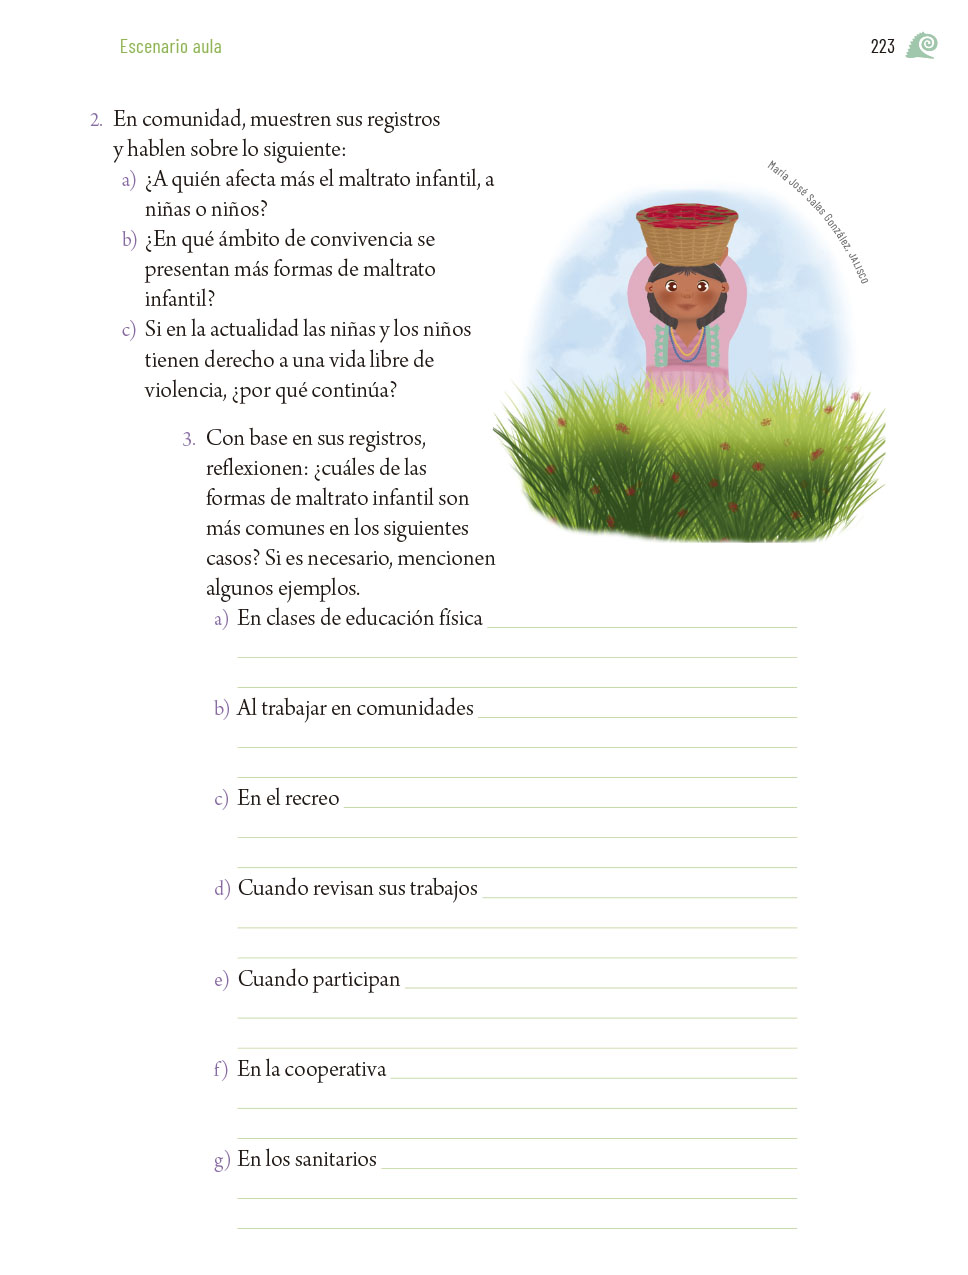 Escenario aula
223
2. En comunidad, muestren sus registros
y hablen sobre lo siguiente:
a) ¿A quién afecta más el maltrato infantil, a
niñas o niños?
b) ¿En qué ámbito de convivencia se
presentan más formas de maltrato
infantil?
c) Si en la actualidad las niñas y los niños
tienen derecho a una vida libre de
violencia, ¿por qué continúa?
María José Salas González, JALISCO
3. Con base en sus registros,
reflexionen: ¿cuáles de las
formas de maltrato infantil son
más comunes en los siguientes
casos? Si es necesario, mencionen
algunos ejemplos.
a) En clases de educación física
b) Al trabajar en comunidades
c) En el recreo
d) Cuando revisan sus trabajos
e) Cuando participan
f) En la cooperativa
g) En los sanitarios